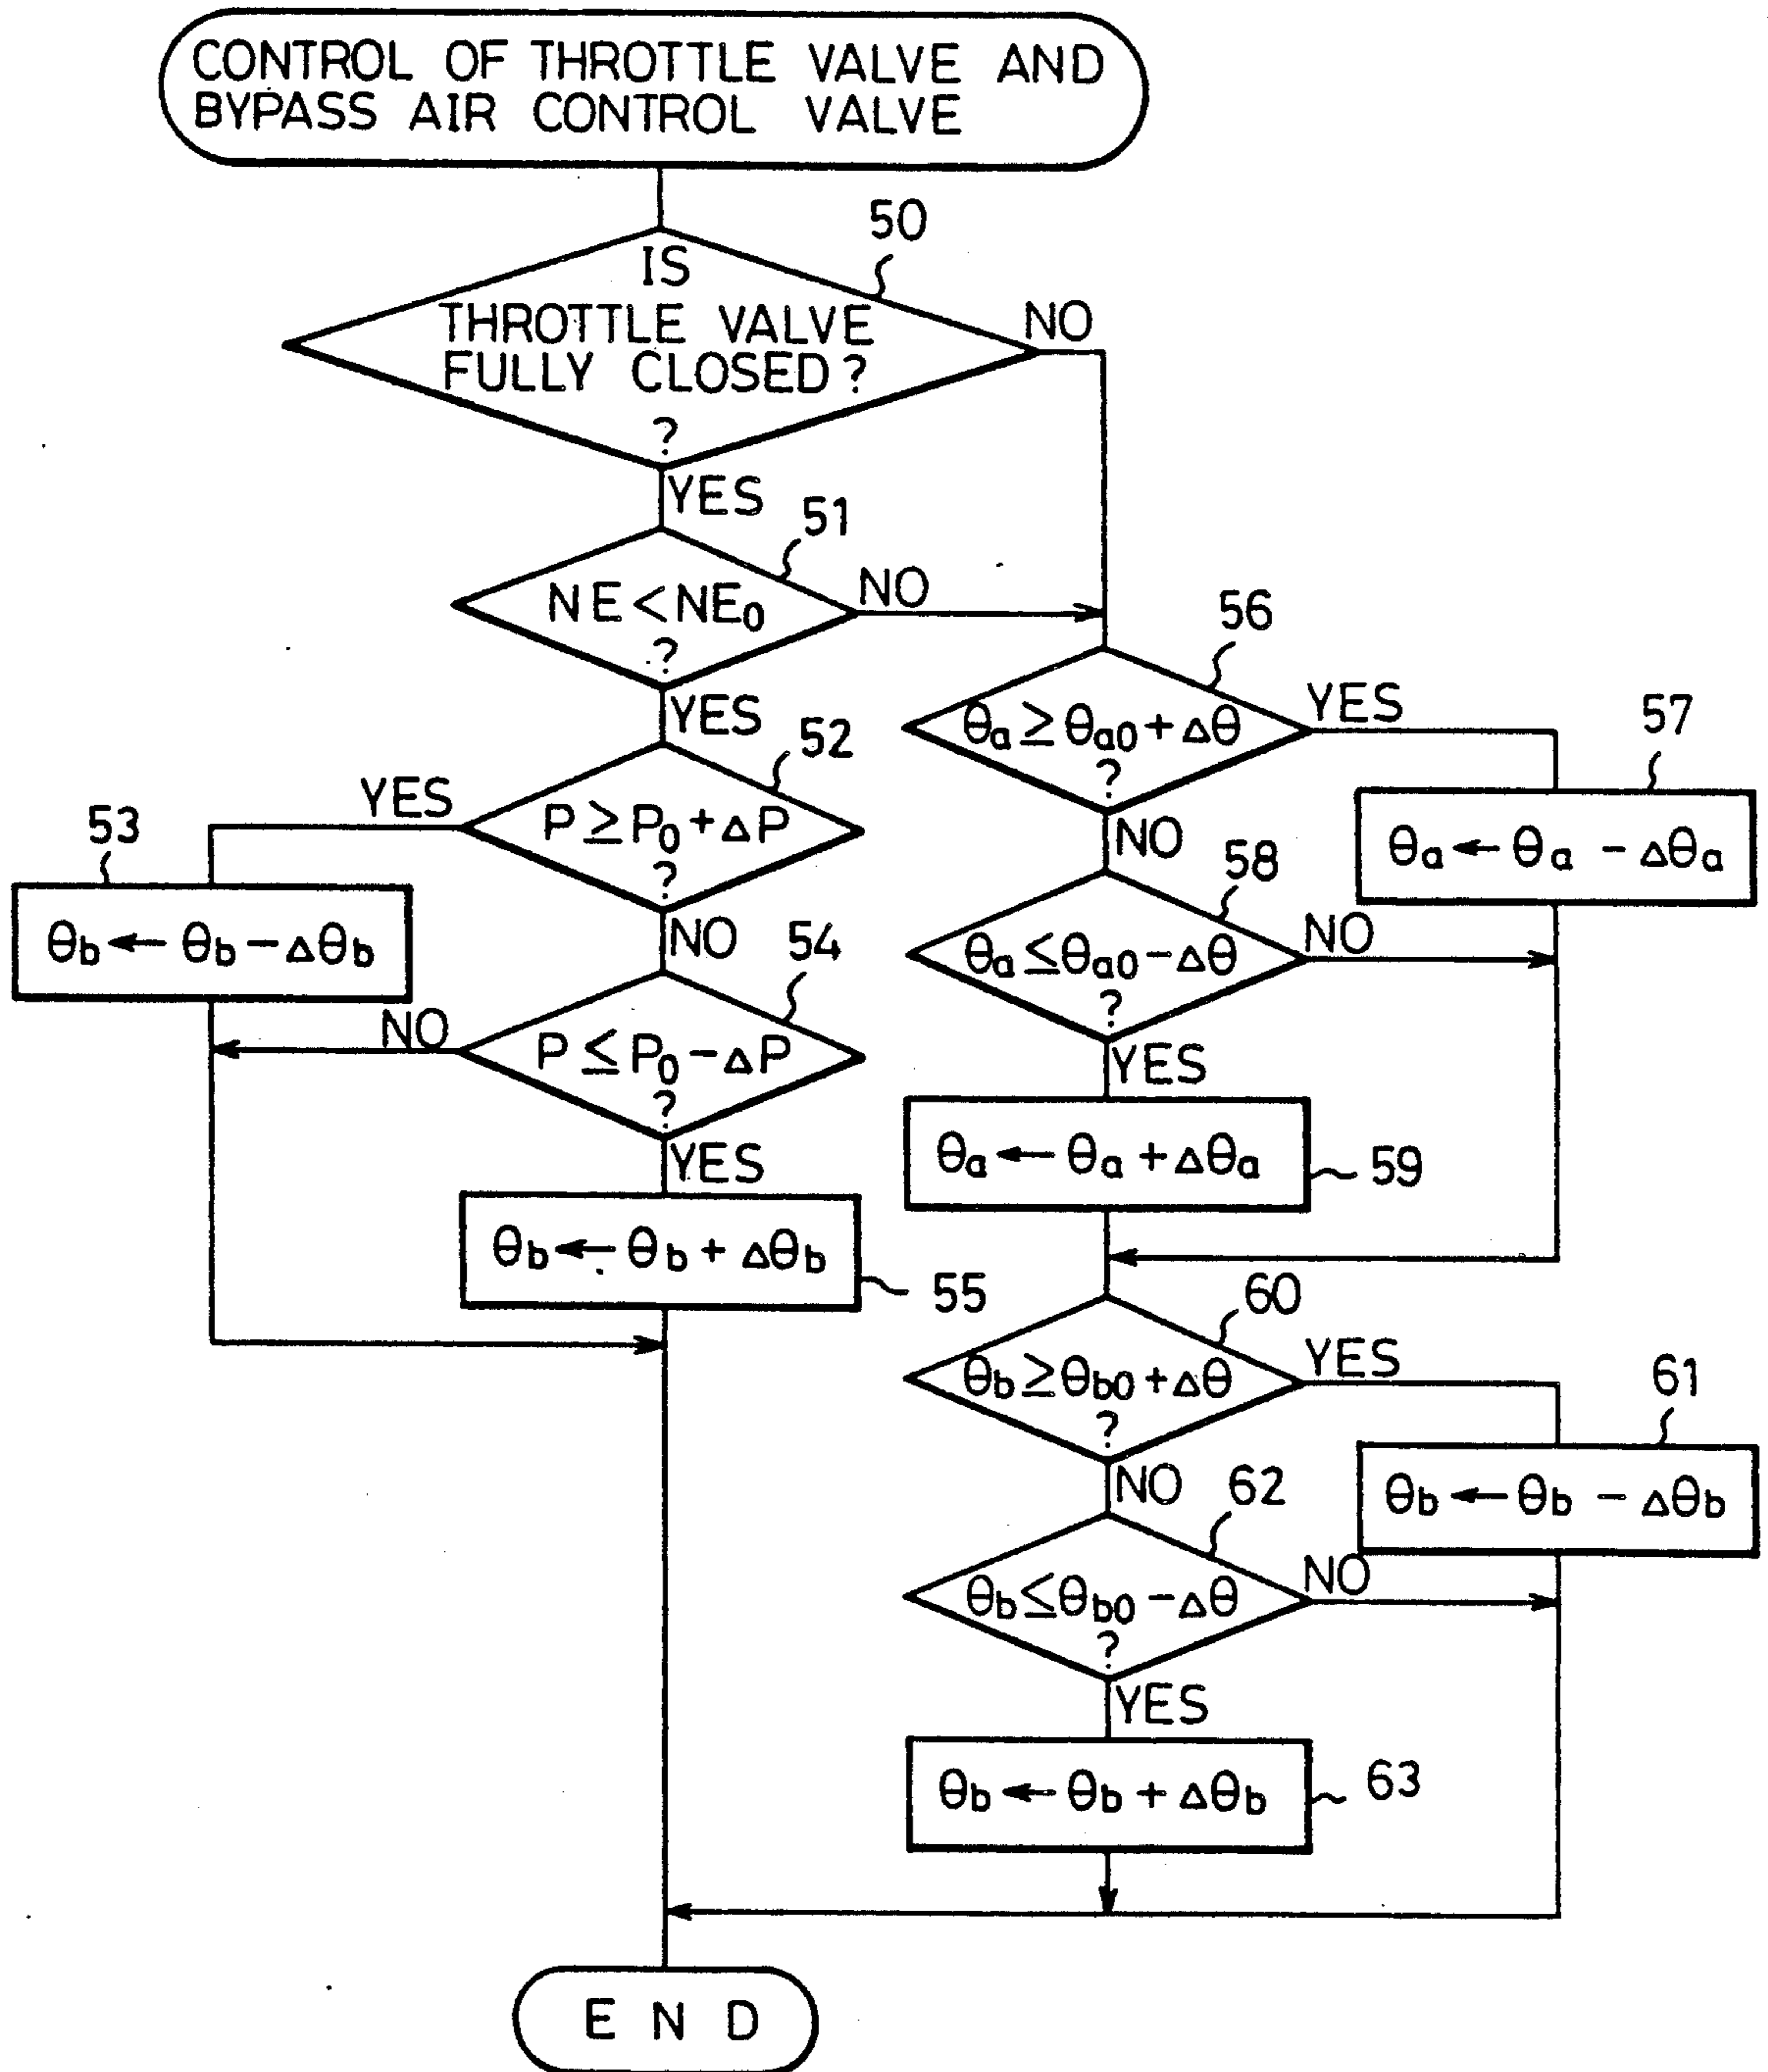 CONTROL OF THROTTLE VALVE AND
BYPASS AIR CONTROL VALVE
50
IS
THROTTLE VALVE
FULLY CLOSED?
?
NO
YES
51
NE<NE₀
?
NO
YES
52
P≥P₀+ΔP
?
YES
NO
53
θb←θb-Δθb
54
P≤P₀-ΔP
?
NO
YES
θb←θb+Δθb
55
56
θa≥θa0+Δθ
?
YES
NO
57
θa←θa-Δθa
58
θa≤θa0-Δθ
?
NO
YES
θa←θa+Δθa
59
60
θb≥θb0+Δθ
?
YES
NO
61
θb←θb-Δθb
62
θb≤θb0-Δθ
?
NO
YES
θb←θb+Δθb
63
END